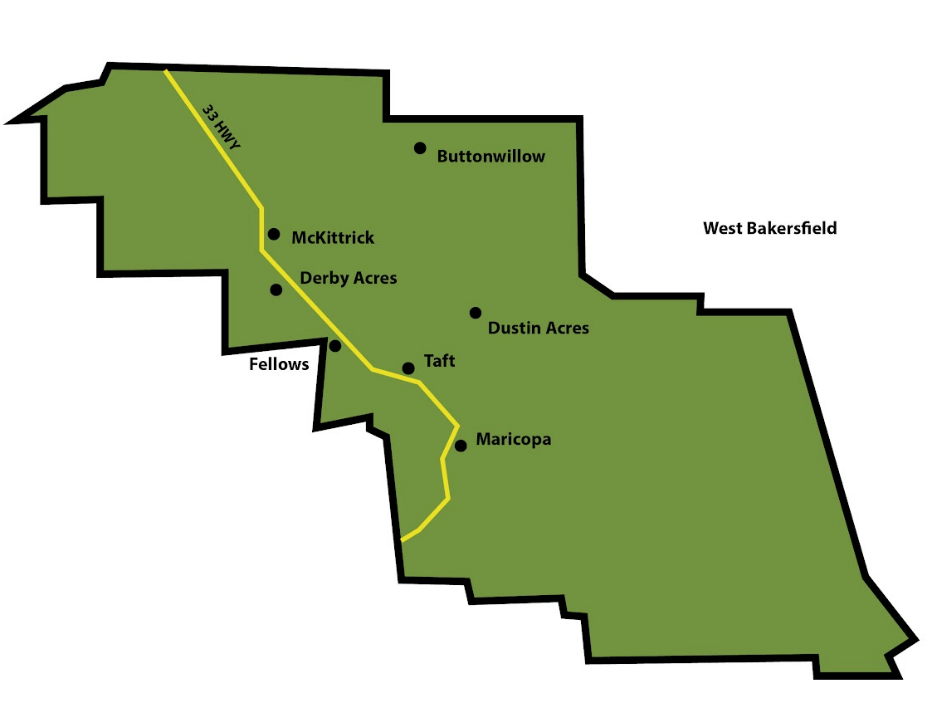 33 HWY
Buttonwillow
West Bakersfield
McKittrick
Derby Acres
Dustin Acres
Fellows
Taft
Maricopa